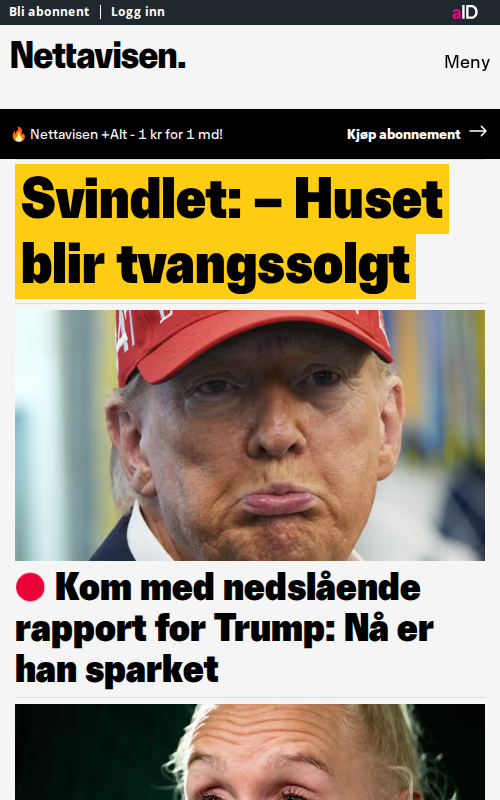 Bli abonnent | Logg inn
aID
Nettavisen.
Meny
🔥 Nettavisen +Alt - 1 kr for 1 md!
Kjøp abonnement →
Svindlet: – Huset
blir tvangssolgt
Kom med nedslående
rapport for Trump: Nå er
han sparket